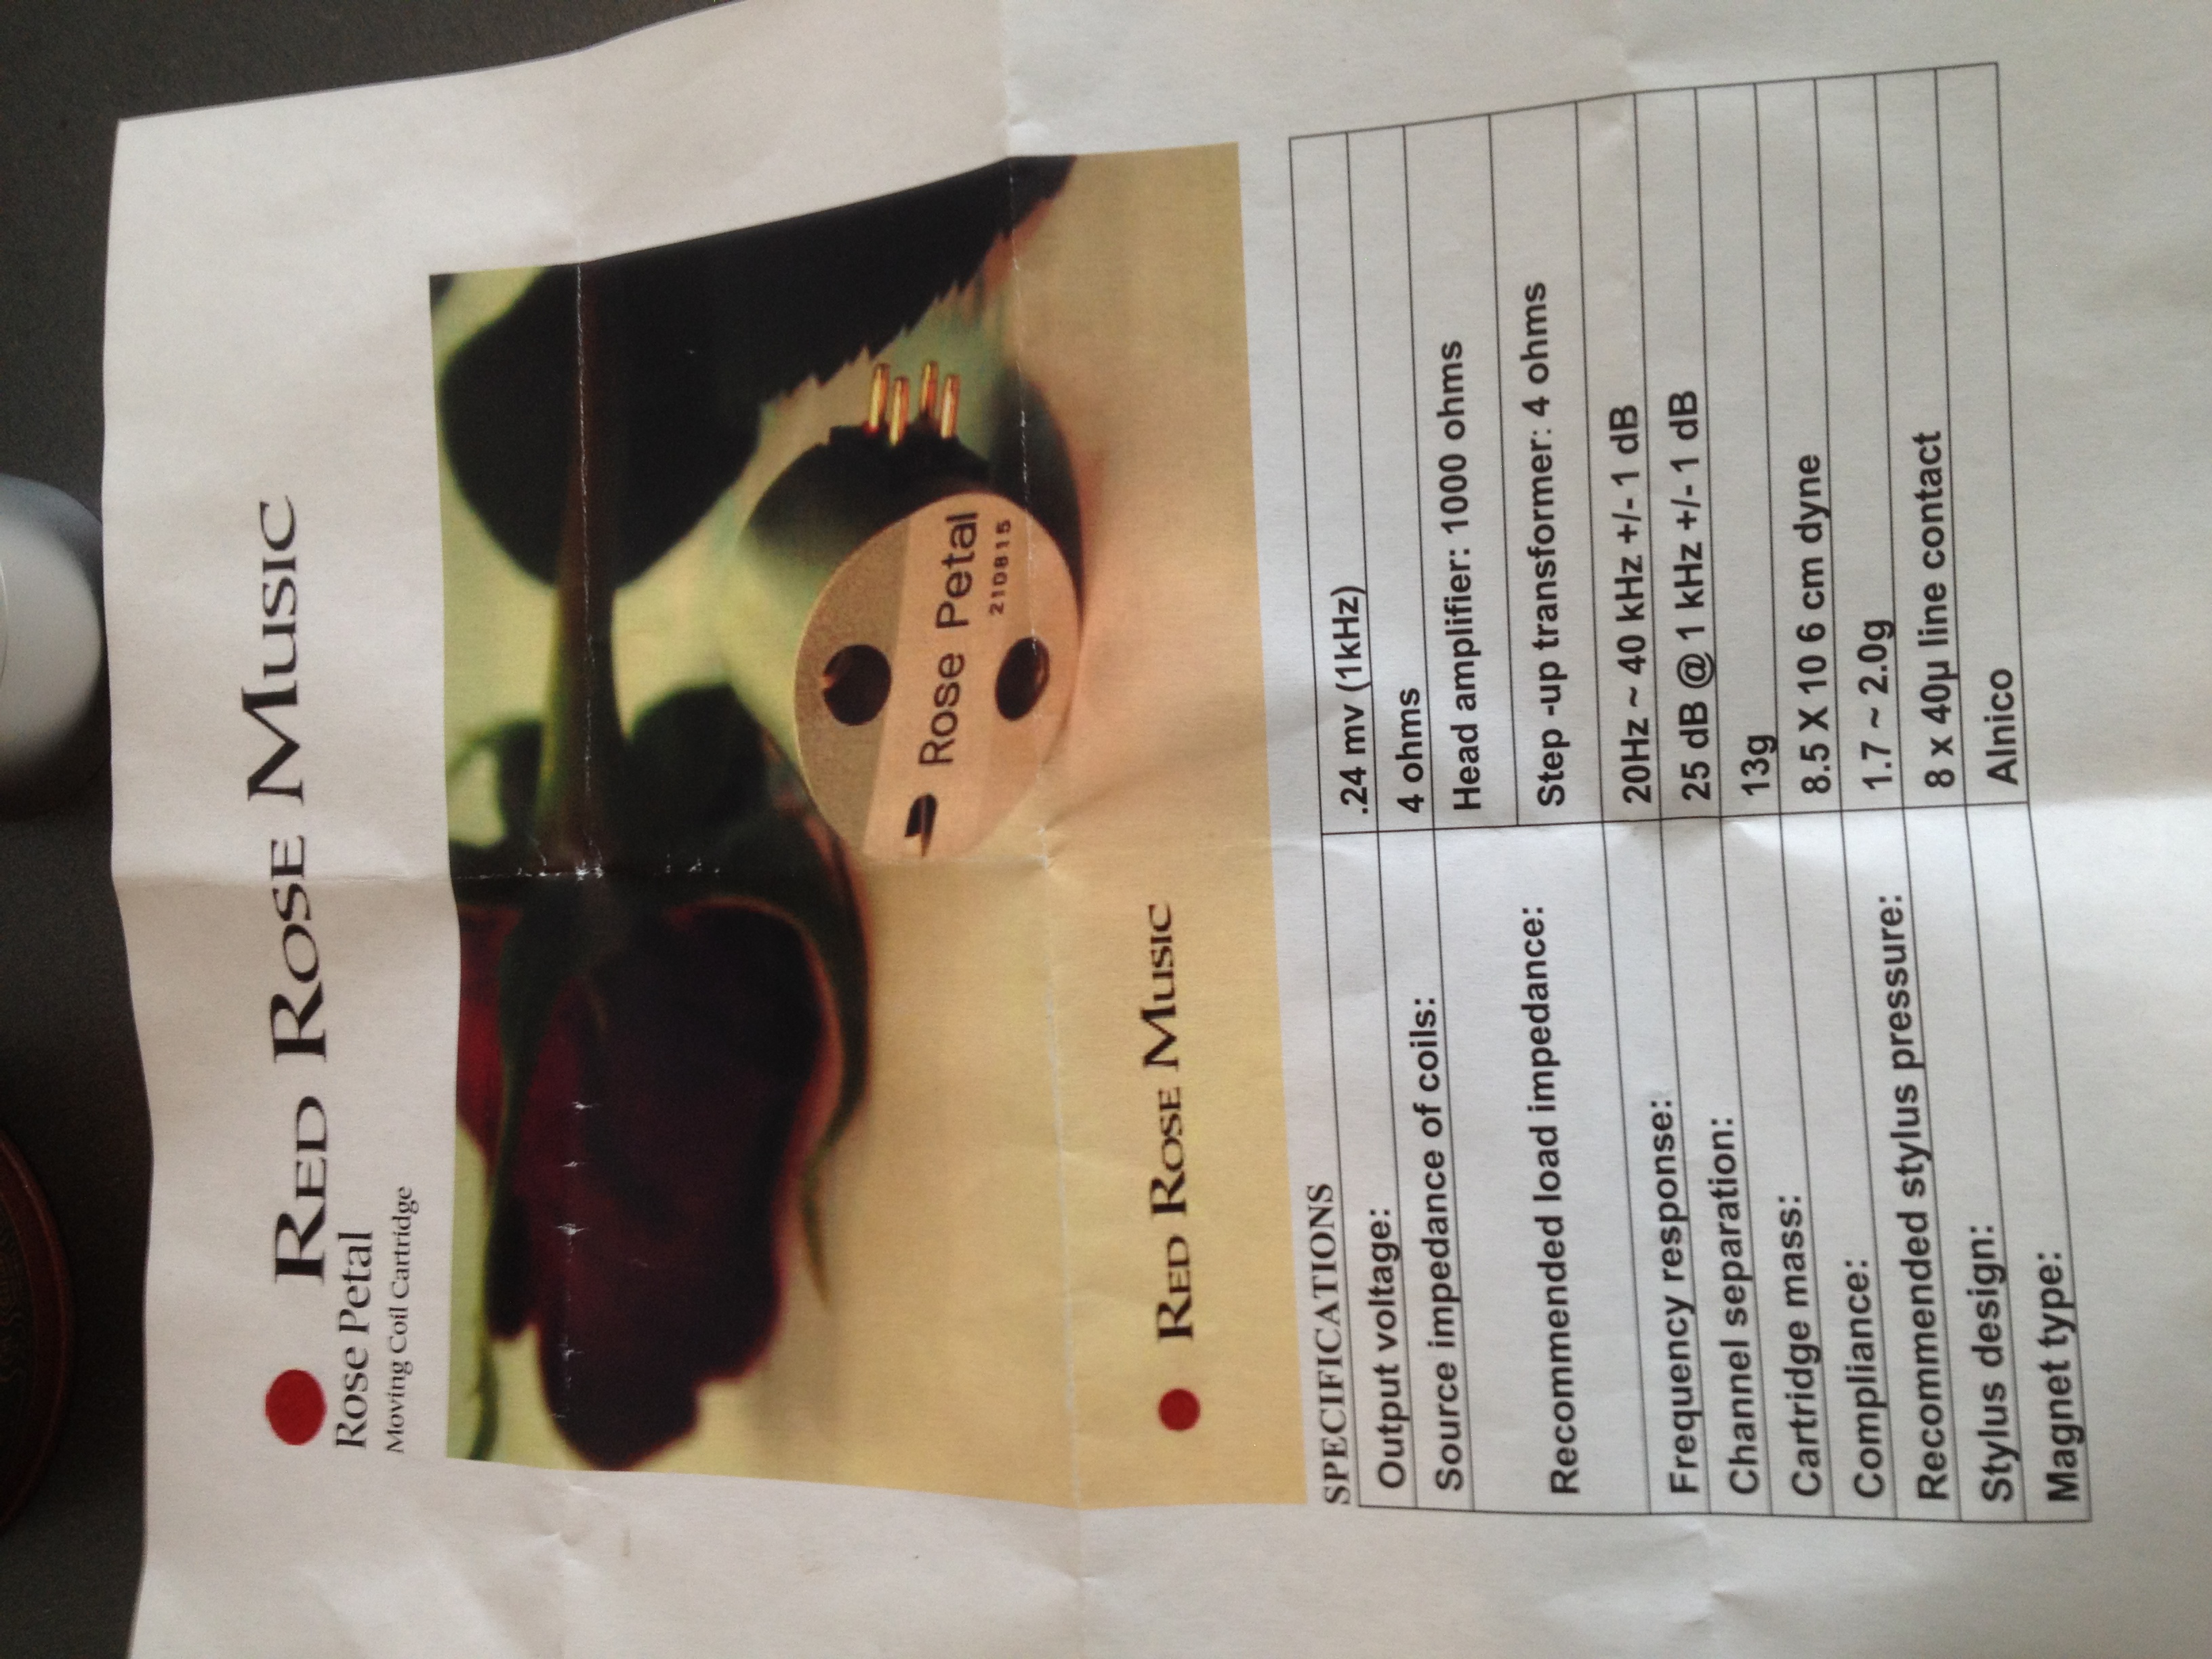 RED ROSE MUSIC
Rose Petal
Moving Coil Cartridge
Rose Petal
210815
RED ROSE MUSIC
SPECIFICATIONS
Output voltage: .24 mv (1kHz)
Source impedance of coils: 4 ohms
Recommended load impedance: Head amplifier: 1000 ohms
Step -up transformer: 4 ohms
Frequency response: 20Hz ~ 40 kHz +/- 1 dB
Channel separation: 25 dB @ 1 kHz +/- 1 dB
Cartridge mass: 13g
Compliance: 8.5 X 10 6 cm dyne
Recommended stylus pressure: 1.7 ~ 2.0g
Stylus design: 8 x 40µ line contact
Magnet type: Alnico